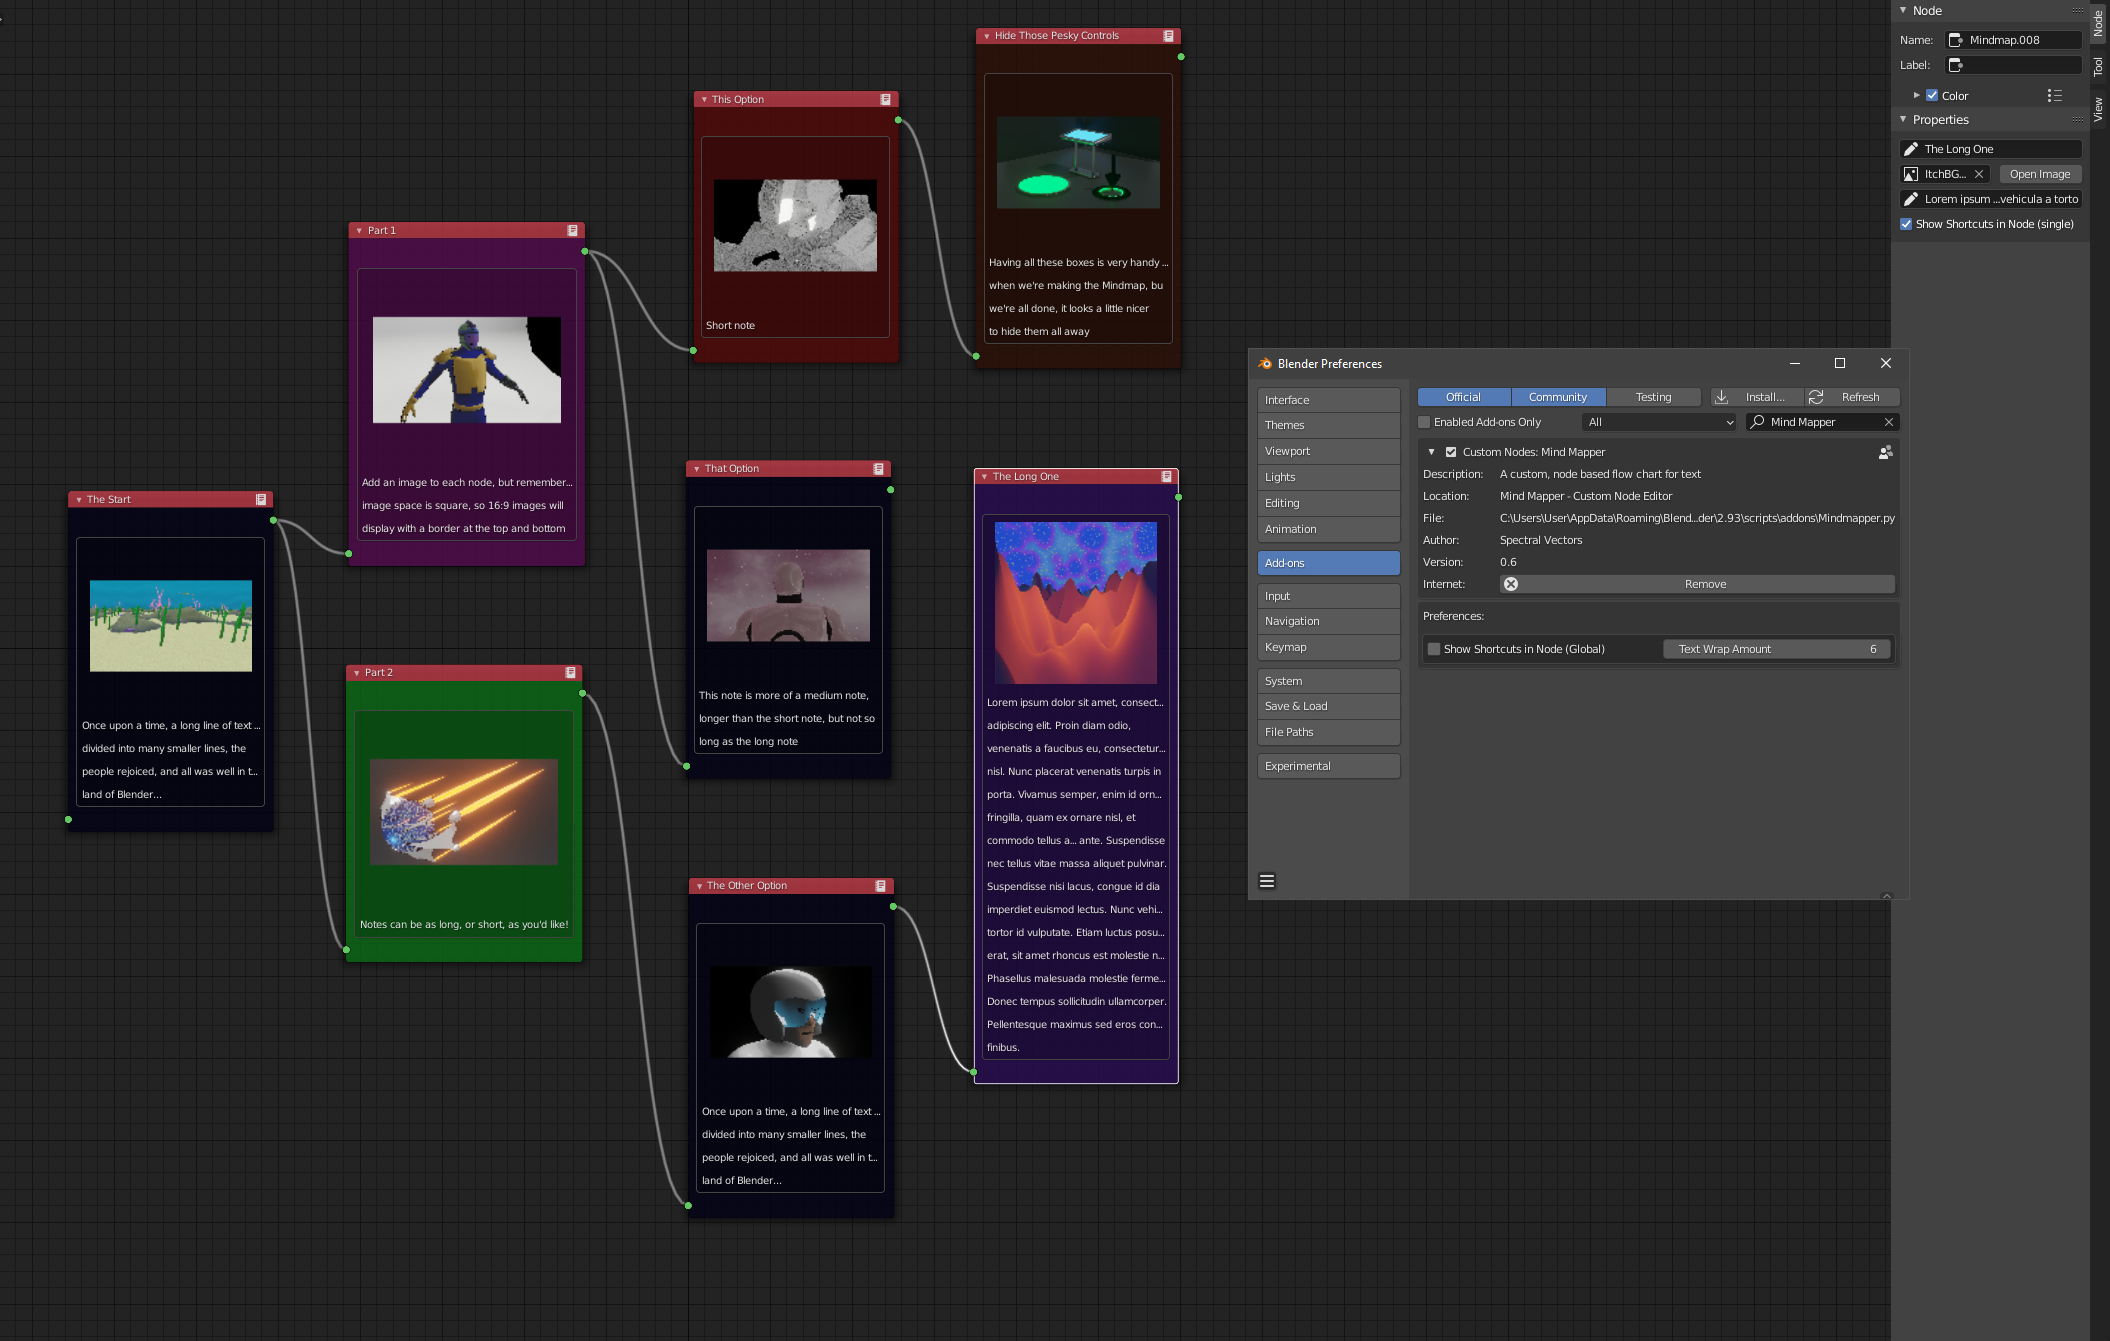 The Start
Once upon a time, a long line of text ...
divided into many smaller lines, the
people rejoiced, and all was well in t...
land of Blender...
Part 1
Add an image to each node, but remember...
image space is square, so 16:9 images will
display with a border at the top and bottom
Part 2
Notes can be as long, or short, as you'd like!
This Option
Short note
That Option
This note is more of a medium note,
longer than the short note, but not so
long as the long note
The Other Option
Once upon a time, a long line of text ...
divided into many smaller lines, the
people rejoiced, and all was well in t...
land of Blender...
Hide Those Pesky Controls
Having all these boxes is very handy ...
when we're making the Mindmap, bu
we're all done, it looks a little nicer
to hide them all away
The Long One
Lorem ipsum dolor sit amet, consect...
adipiscing elit. Proin diam odio,
venenatis a faucibus eu, consectetur...
nisl. Nunc placerat venenatis turpis in
porta. Vivamus semper, enim id orn...
fringilla, quam ex ornare nisl, et
commodo tellus a... ante. Suspendisse
nec tellus vitae massa aliquet pulvinar.
Suspendisse nisi lacus, congue id dia
imperdiet euismod lectus. Nunc vehi...
tortor id vulputate. Etiam luctus posu...
erat, sit amet rhoncus est molestie n...
Phasellus malesuada molestie ferme...
Donec tempus sollicitudin ullamcorper.
Pellentesque maximus sed eros con...
finibus.
Blender Preferences
Interface
Themes
Viewport
Lights
Editing
Animation
Add-ons
Input
Navigation
Keymap
System
Save & Load
File Paths
Experimental
Official Community Testing Install... Refresh
Enabled Add-ons Only All Mind Mapper
Custom Nodes: Mind Mapper
Description: A custom, node based flow chart for text
Location: Mind Mapper - Custom Node Editor
File: C:\Users\User\AppData\Roaming\Blend...der\2.93\scripts\addons\Mindmapper.py
Author: Spectral Vectors
Version: 0.6
Internet: Remove
Preferences:
Show Shortcuts in Node (Global) Text Wrap Amount 6
Node
Name: Mindmap.008
Label:
Color
Properties
The Long One
ItchBG... Open Image
Lorem ipsum ...vehicula a torto
Show Shortcuts in Node (single)
Node
Tool
View